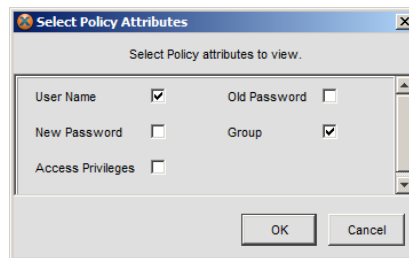 Select Policy Attributes
Select Policy attributes to view.
User Name Old Password
New Password Group
Access Privileges
OK Cancel